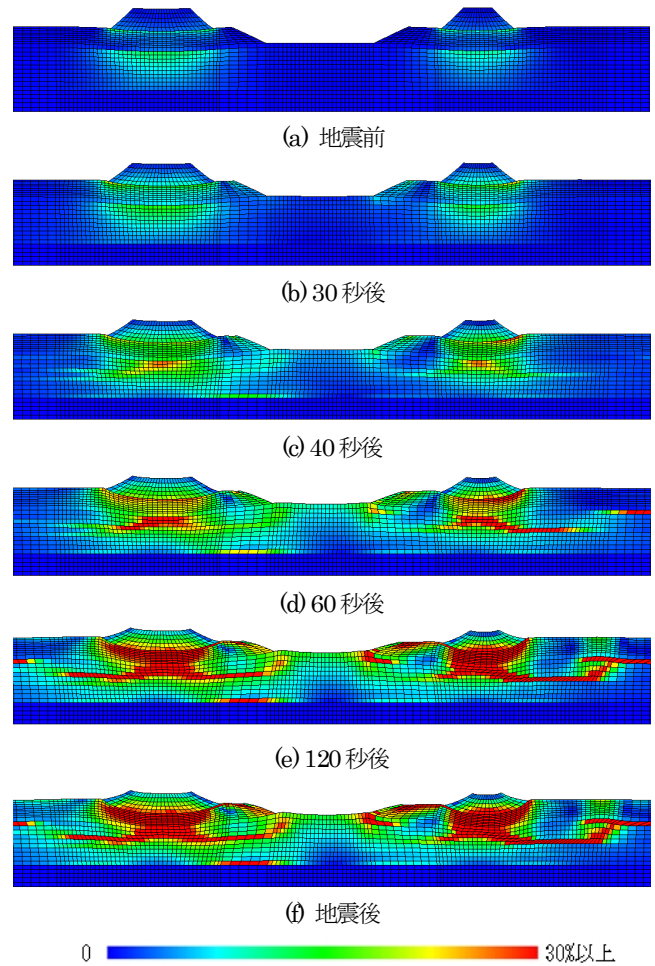 (a) 地震前
(b) 30 秒後
(c) 40 秒後
(d) 60 秒後
(e) 120 秒後
(f) 地震後
0 30%以上